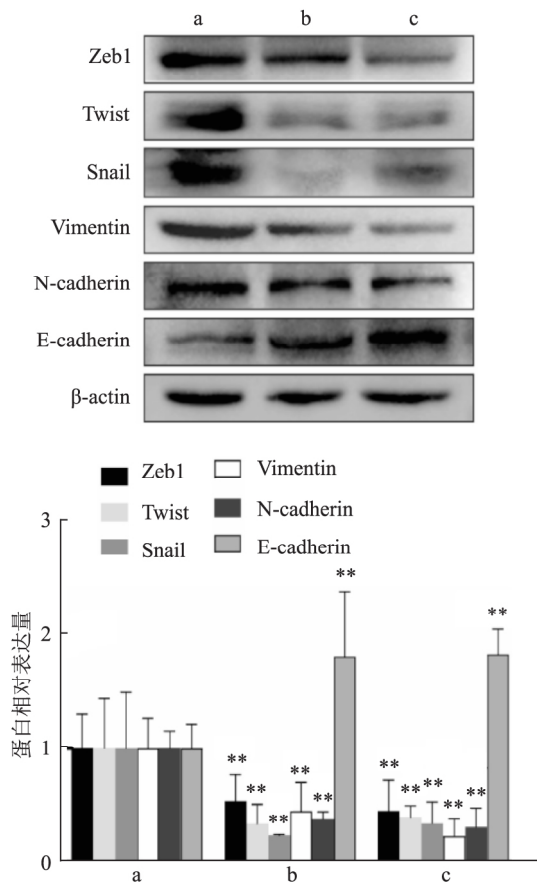 a b c
Zeb1
Twist
Snail
Vimentin
N-cadherin
E-cadherin
β-actin
Zeb1 Vimentin
Twist N-cadherin
Snail E-cadherin
3
2
1
0
蛋白相对表达量
** ** ** ** ** **
** ** ** ** ** **
a b c